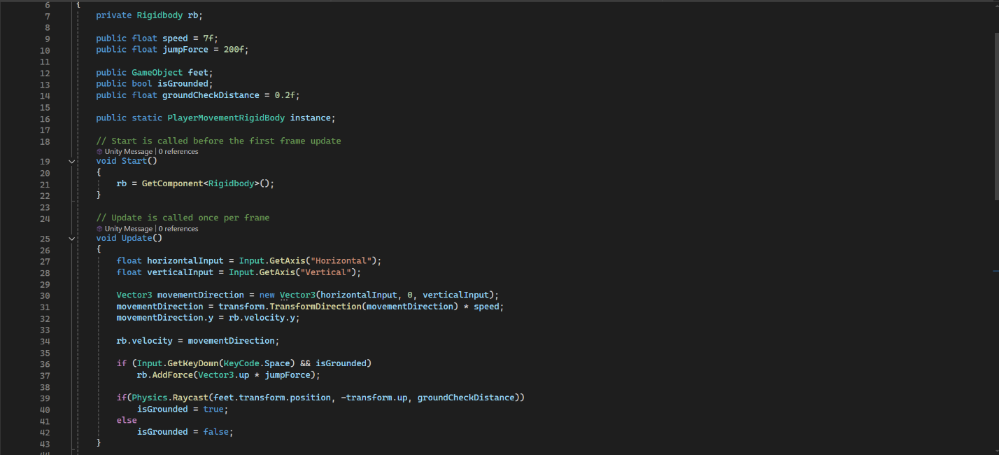 6 {
7 private Rigidbody rb;
8
9 public float speed = 7f;
10 public float jumpForce = 200f;
11
12 public GameObject feet;
13 public bool isGrounded;
14 public float groundCheckDistance = 0.2f;
15
16 public static PlayerMovementRigidBody instance;
17
18 // Start is called before the first frame update
Unity Message | 0 references
19 void Start()
20 {
21 rb = GetComponent<Rigidbody>();
22 }
23
24 // Update is called once per frame
Unity Message | 0 references
25 void Update()
26 {
27 float horizontalInput = Input.GetAxis("Horizontal");
28 float verticalInput = Input.GetAxis("Vertical");
29
30 Vector3 movementDirection = new Vector3(horizontalInput, 0, verticalInput);
31 movementDirection = transform.TransformDirection(movementDirection) * speed;
32 movementDirection.y = rb.velocity.y;
33
34 rb.velocity = movementDirection;
35
36 if (Input.GetKeyDown(KeyCode.Space) && isGrounded)
37 rb.AddForce(Vector3.up * jumpForce);
38
39 if(Physics.Raycast(feet.transform.position, -transform.up, groundCheckDistance))
40 isGrounded = true;
41 else
42 isGrounded = false;
43 }
44